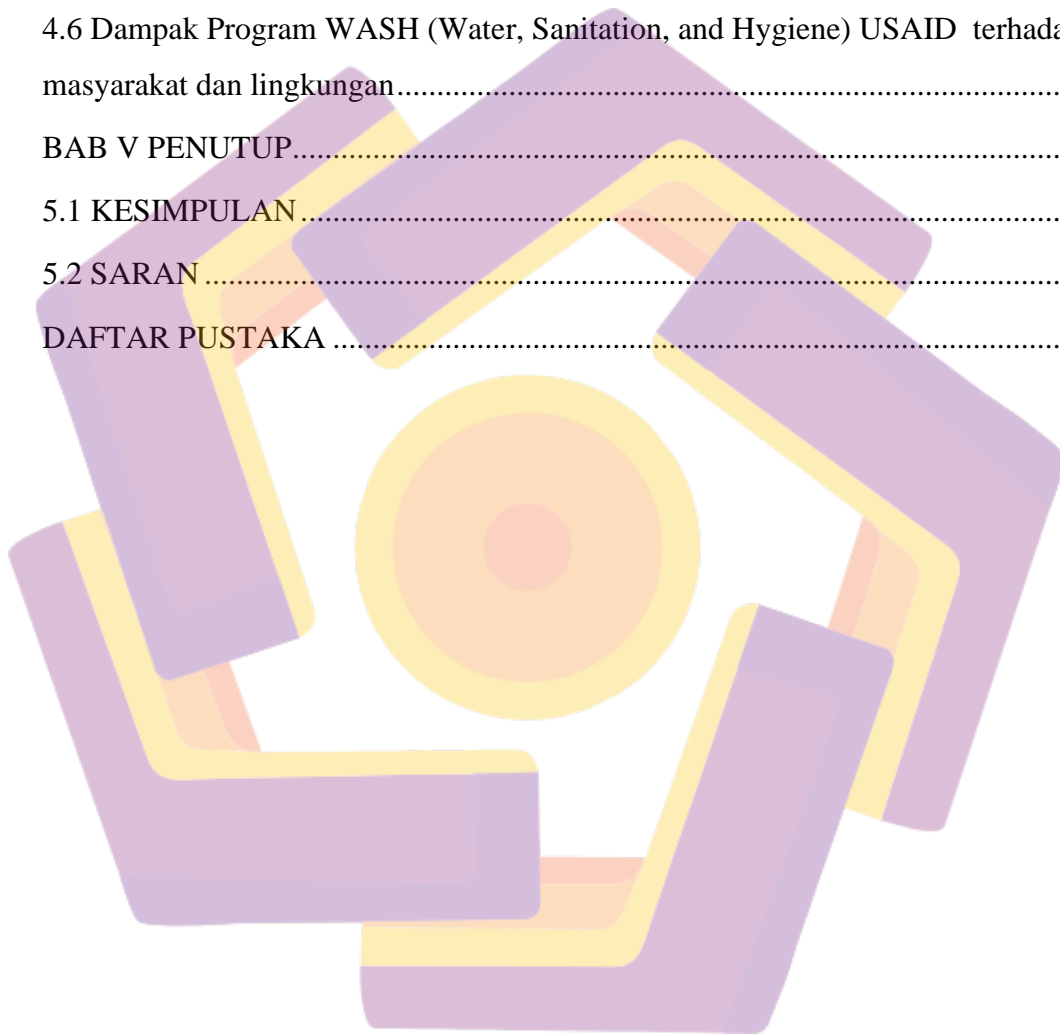 4.6 Dampak Program WASH (Water, Sanitation, and Hygiene) USAID terhada
masyarakat dan lingkungan..............................................................................
BAB V PENUTUP..............................................................................
5.1 KESIMPULAN..............................................................................
5.2 SARAN..............................................................................
DAFTAR PUSTAKA..............................................................................